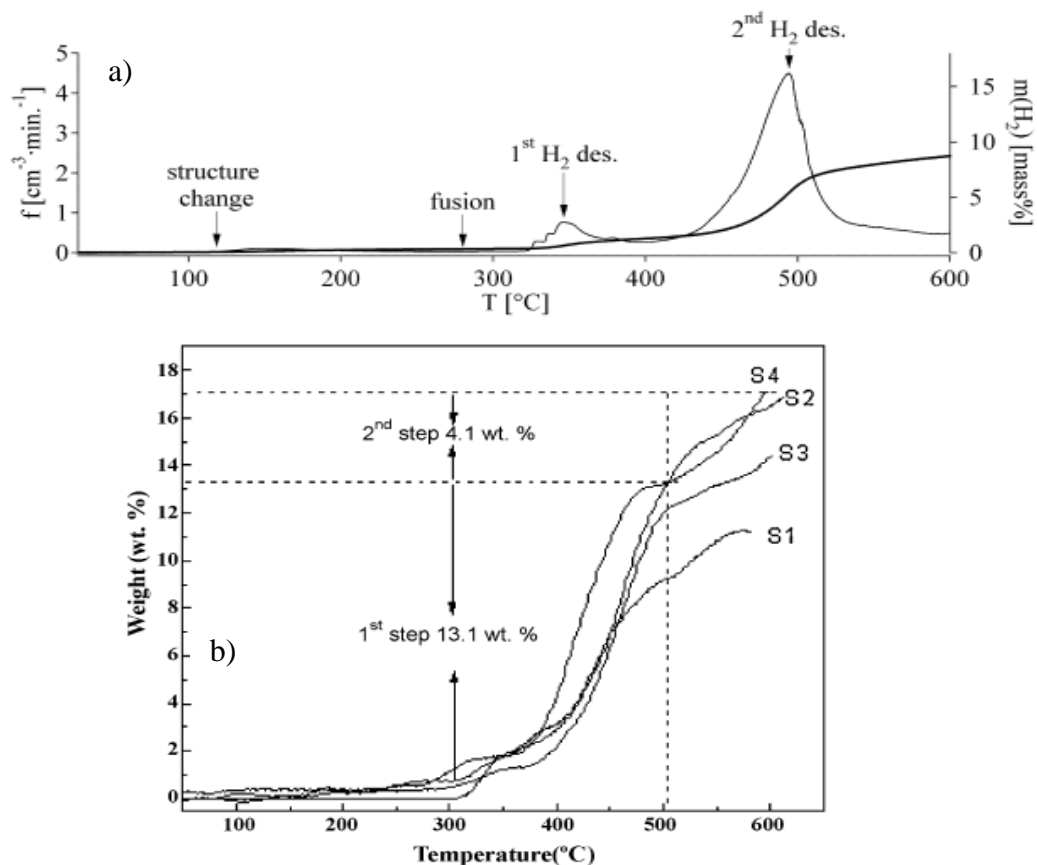 a)
2nd H2 des.
1st H2 des.
structure
change
fusion
f [cm-3·min.-1]
5
4
3
2
1
0
m(H2) [mass%]
15
10
5
0
100
200
300
400
500
600
T [°C]
b)
Weight (wt. %)
18
16
14
12
10
8
6
4
2
0
S4
S2
S3
S1
2nd step 4.1 wt. %
1st step 13.1 wt. %
100
200
300
400
500
600
Temperature(°C)